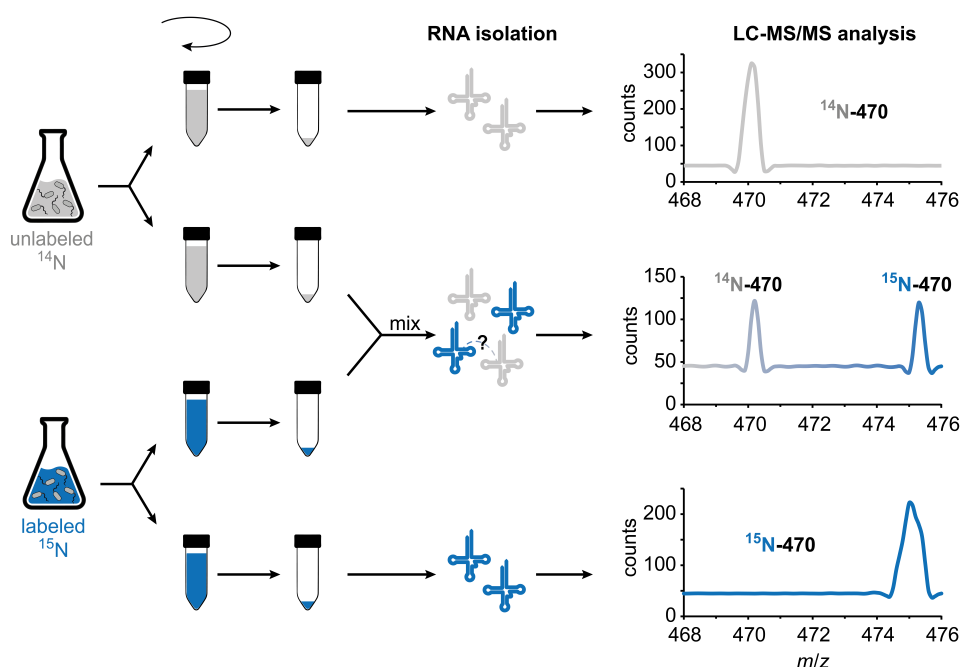 RNA isolation
LC-MS/MS analysis
counts
300
200
100
0
¹⁴N-470
468 470 472 474 476
unlabeled
¹⁴N
mix
?
counts
150
100
50
0
¹⁴N-470
¹⁵N-470
468 470 472 474 476
labeled
¹⁵N
counts
200
100
0
¹⁵N-470
468 470 472 474 476
m/z